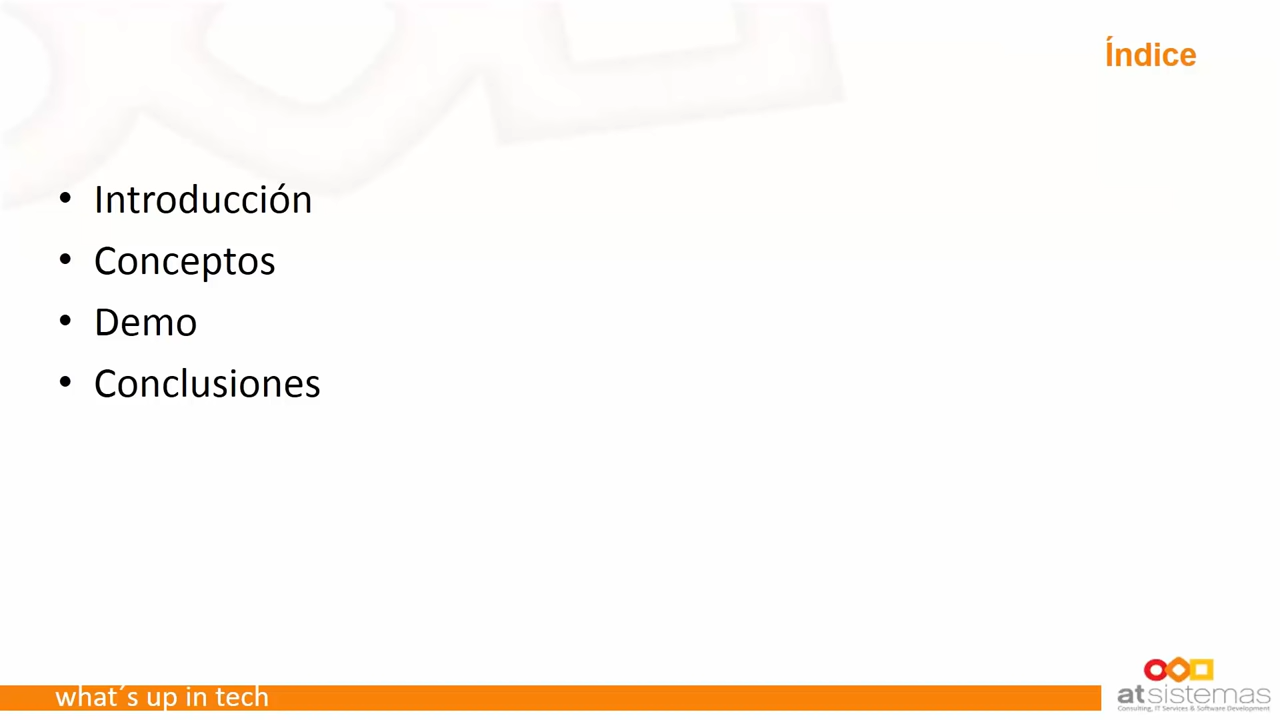 Índice
• Introducción
• Conceptos
• Demo
• Conclusiones
what´s up in tech
atsistemas
Consulting, IT Services & Software Development